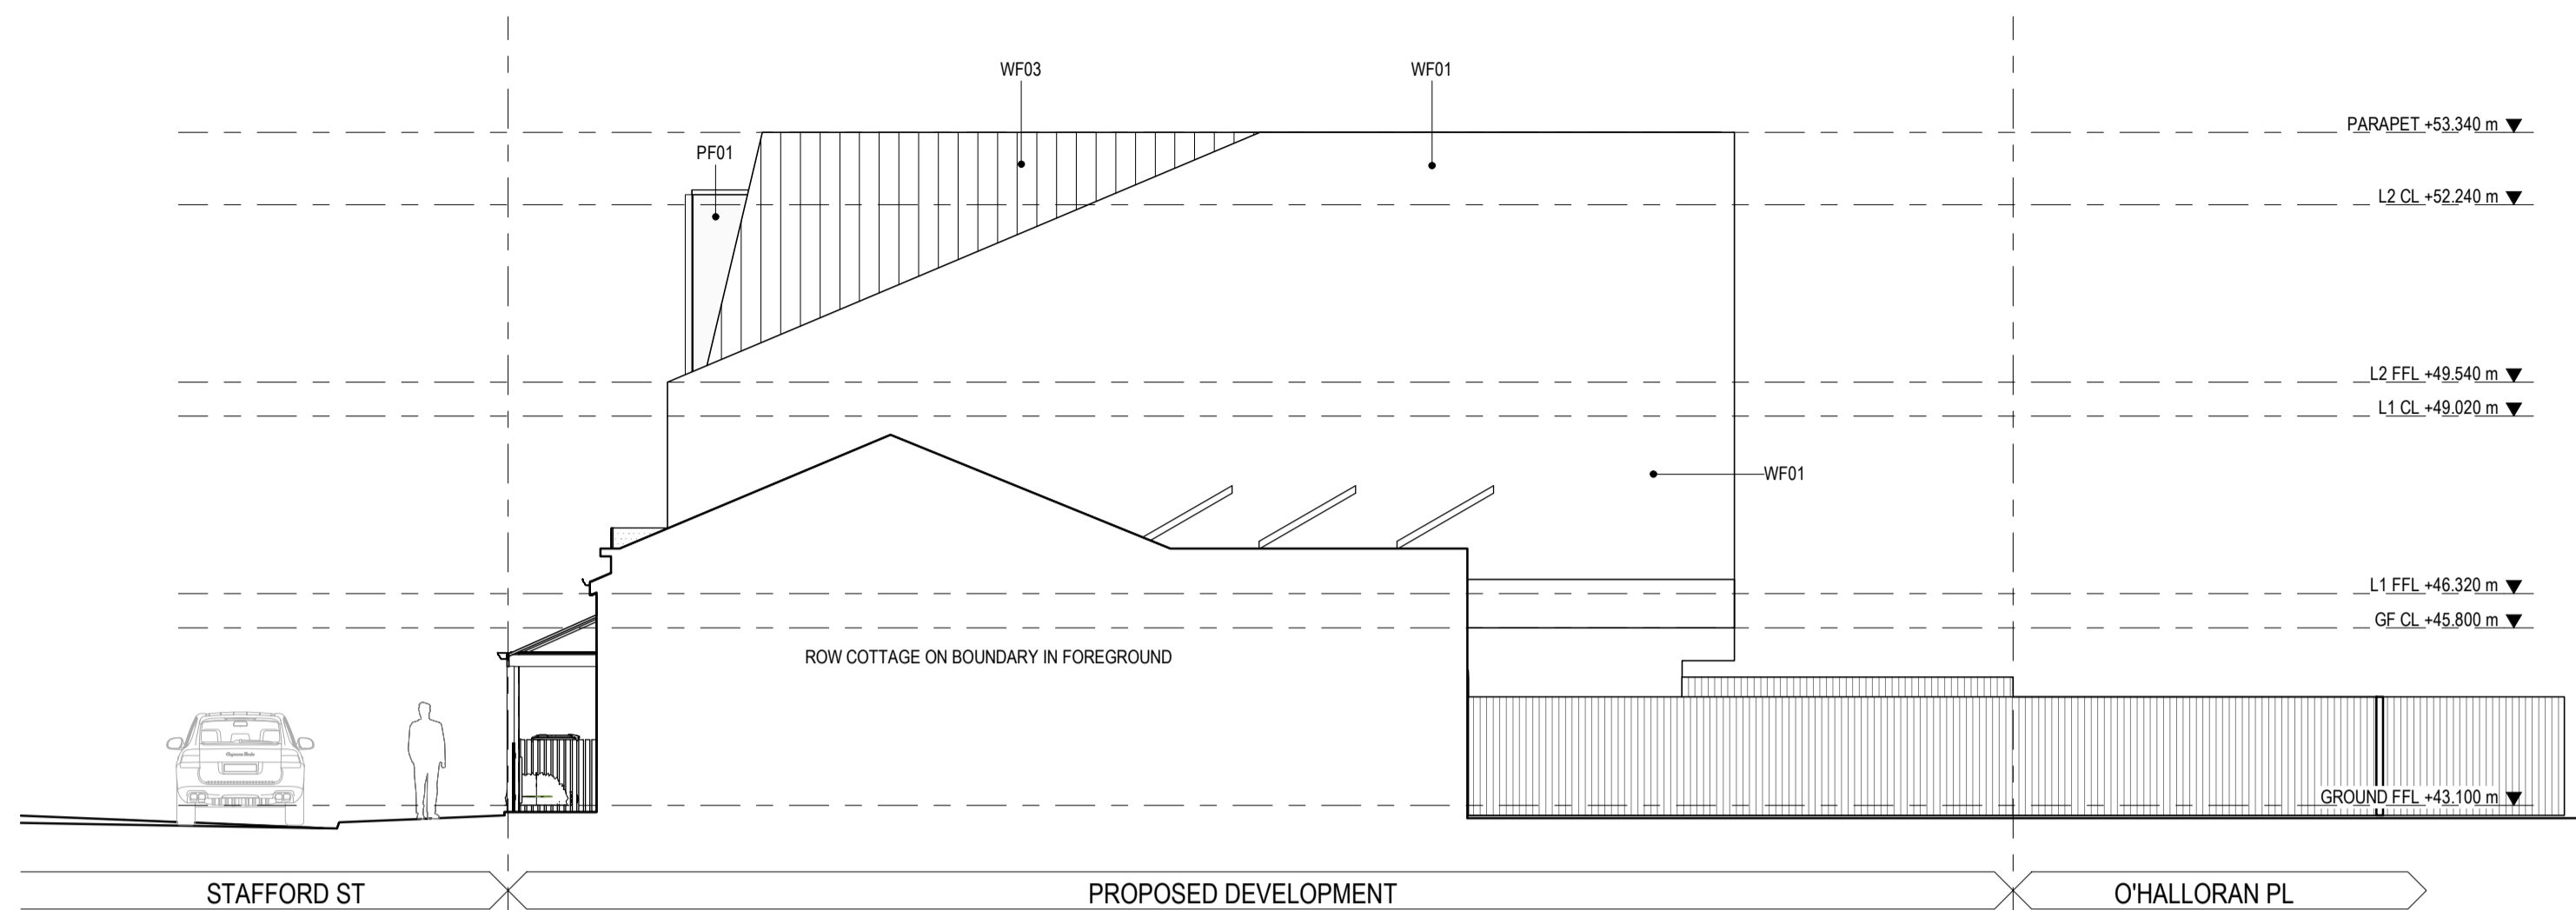 WF03
WF01
PARAPET +53.340 m
PF01
L2 CL +52.240 m
L2 FFL +49.540 m
L1 CL +49.020 m
WF01
L1 FFL +46.320 m
GF CL +45.800 m
ROW COTTAGE ON BOUNDARY IN FOREGROUND
GROUND FFL +43.100 m
STAFFORD ST
PROPOSED DEVELOPMENT
O'HALLORAN PL